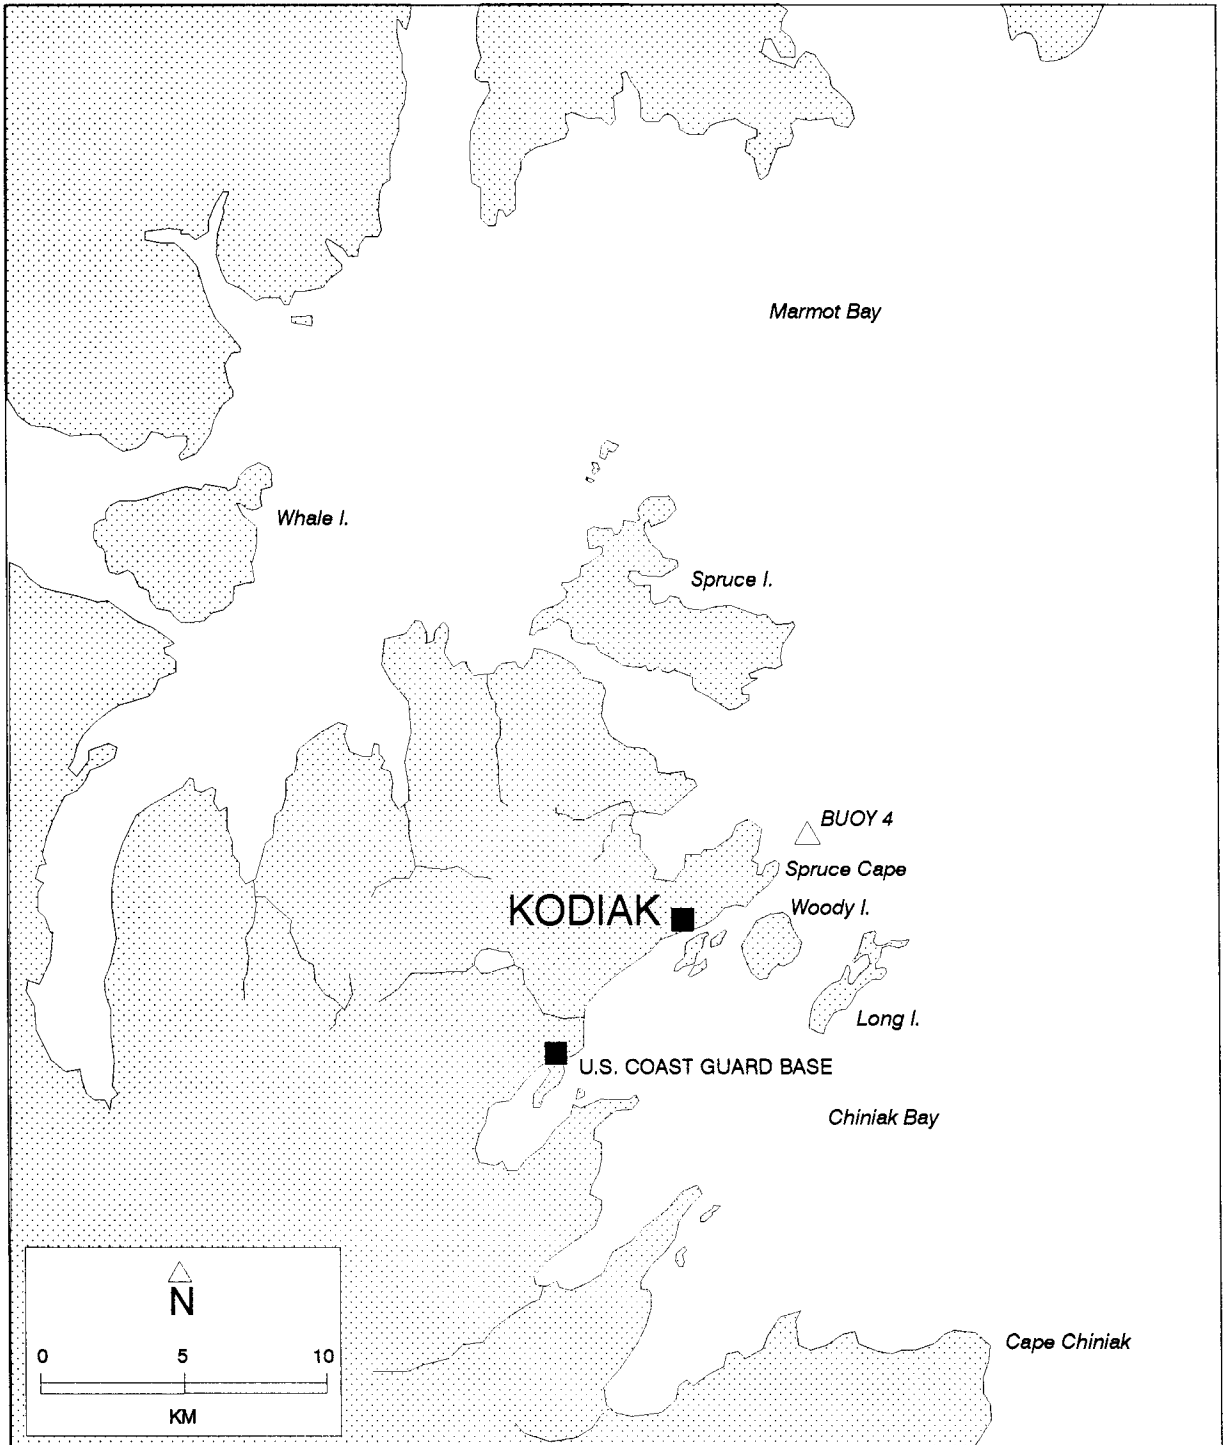 Marmot Bay
Whale I.
Spruce I.
BUOY 4
Spruce Cape
KODIAK
Woody I.
Long I.
U.S. COAST GUARD BASE
Chiniak Bay
N
Cape Chiniak
0 5 10
KM